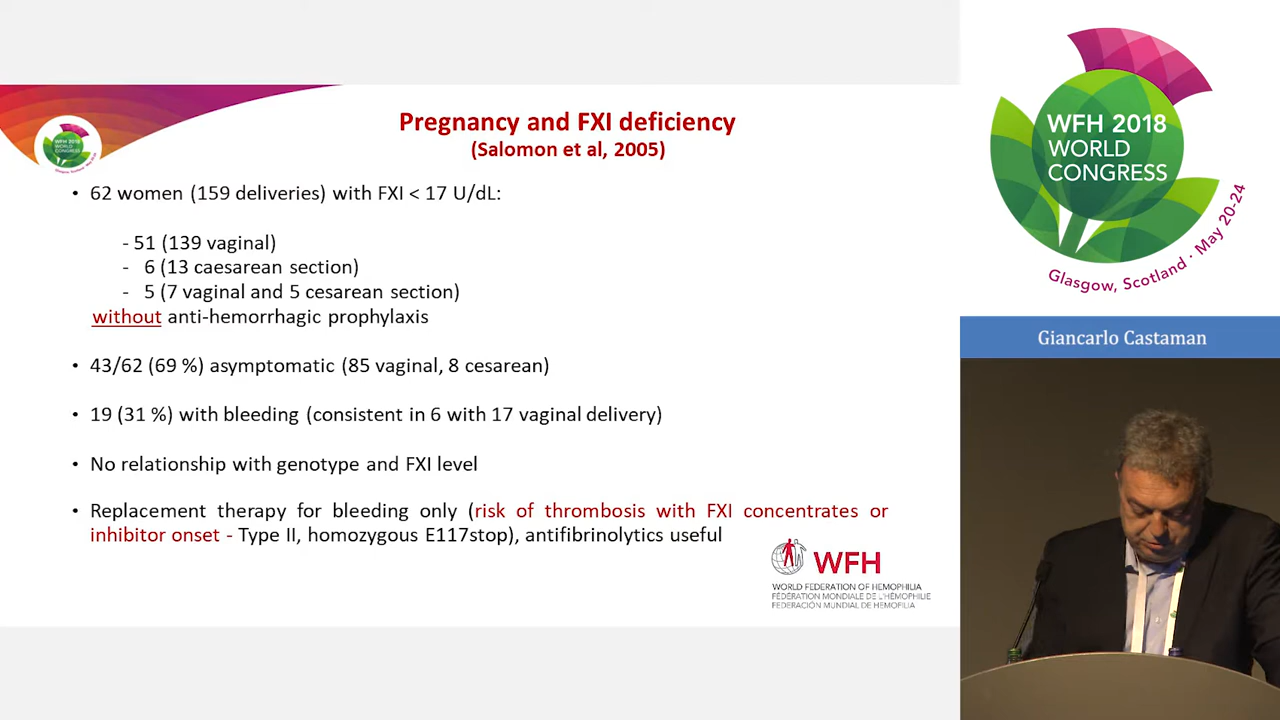 Pregnancy and FXI deficiency
(Salomon et al, 2005)
• 62 women (159 deliveries) with FXI < 17 U/dL:
- 51 (139 vaginal)
- 6 (13 caesarean section)
- 5 (7 vaginal and 5 cesarean section)
without anti-hemorrhagic prophylaxis
• 43/62 (69 %) asymptomatic (85 vaginal, 8 cesarean)
• 19 (31 %) with bleeding (consistent in 6 with 17 vaginal delivery)
• No relationship with genotype and FXI level
• Replacement therapy for bleeding only (risk of thrombosis with FXI concentrates or
inhibitor onset - Type II, homozygous E117stop), antifibrinolytics useful
WFH
WORLD FEDERATION OF HEMOPHILIA
FÉDÉRATION MONDIALE DE L'HÉMOPHILIE
FEDERACIÓN MUNDIAL DE HEMOFILIA
WFH 2018
WORLD
CONGRESS
WFH 2018
WORLD
CONGRESS
Glasgow, Scotland · May 20-24
Giancarlo Castaman